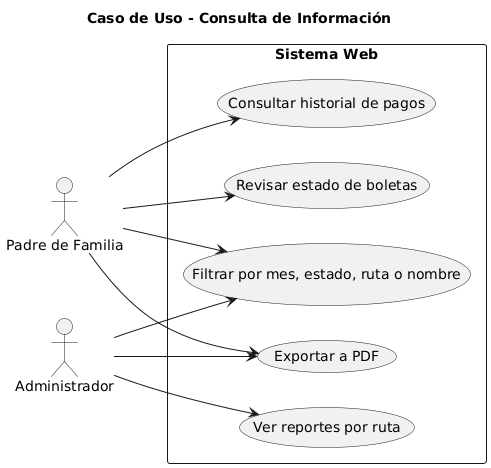 Caso de Uso - Consulta de Información
Sistema Web
Consultar historial de pagos
Revisar estado de boletas
Padre de Familia
Filtrar por mes, estado, ruta o nombre
Exportar a PDF
Administrador
Ver reportes por ruta